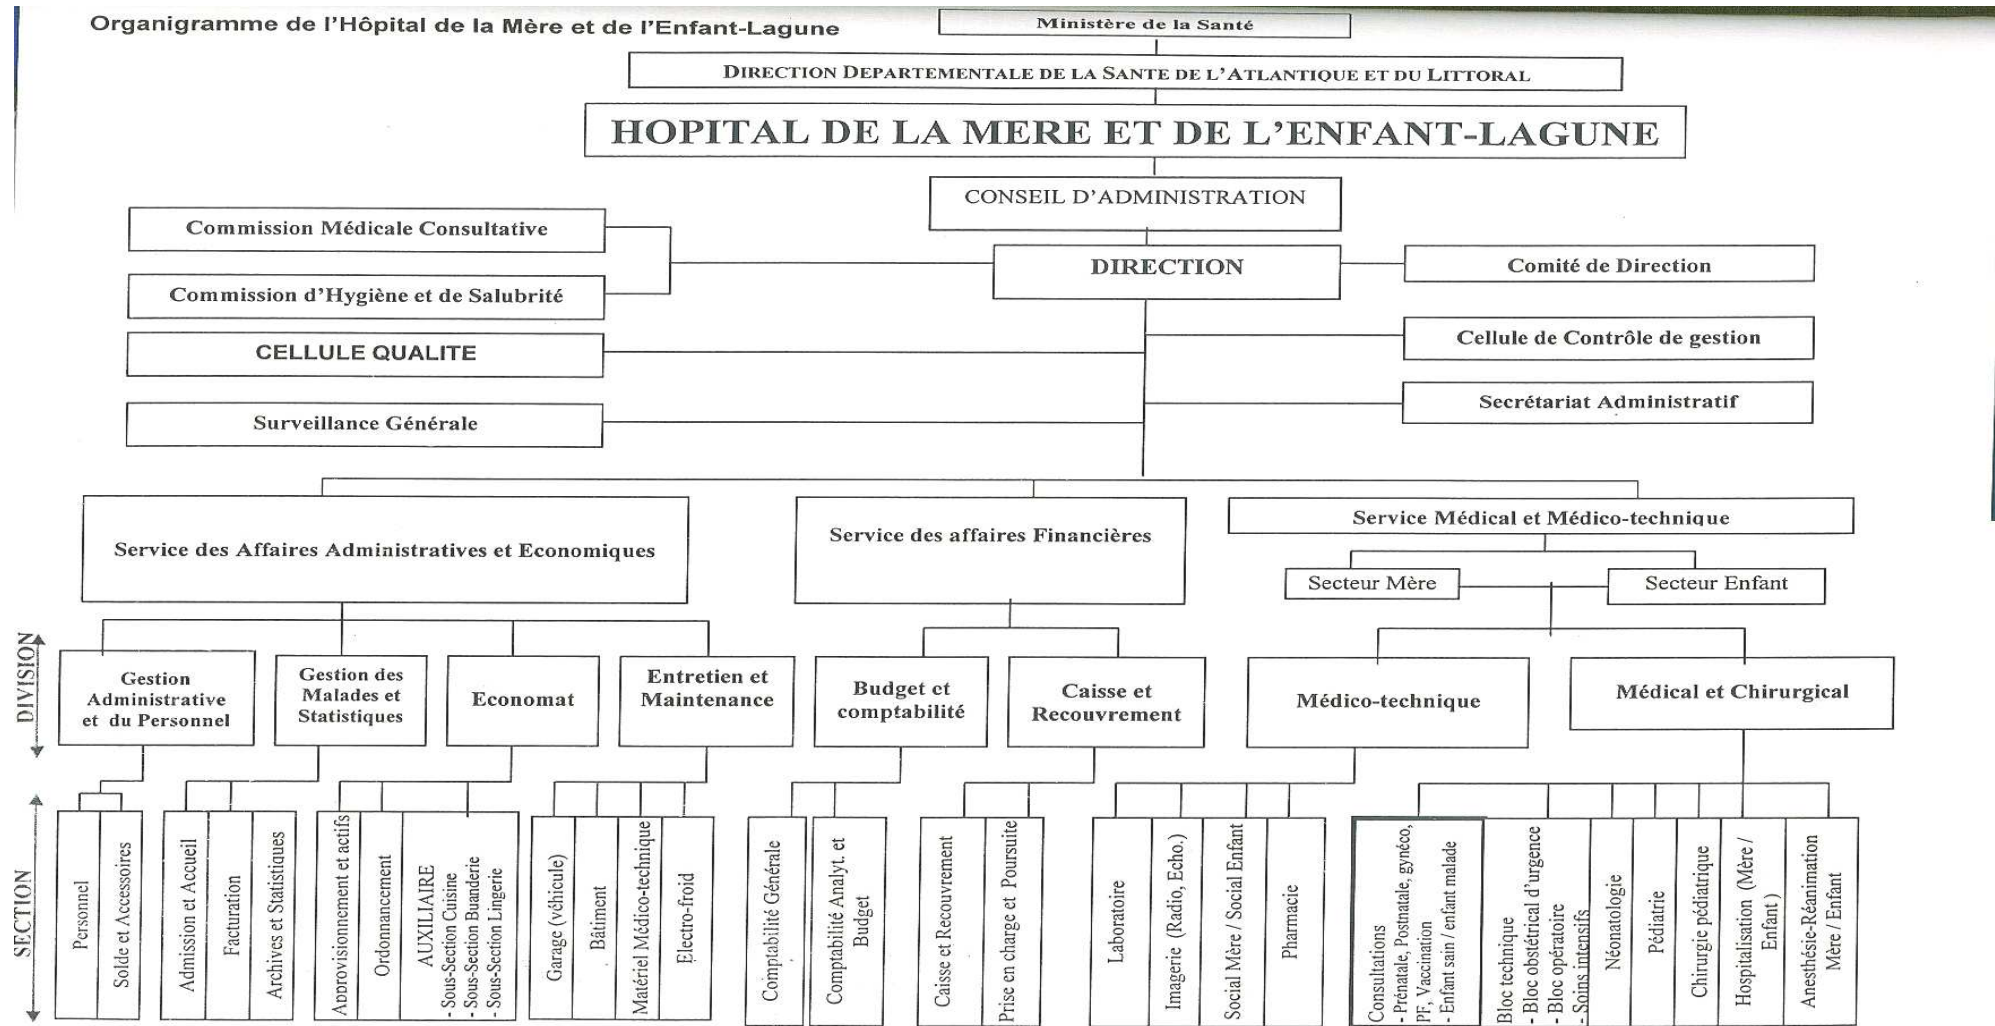 Organigramme de l'Hôpital de la Mère et de l'Enfant-Lagune
Ministère de la Santé
DIRECTION DEPARTEMENTALE DE LA SANTE DE L'ATLANTIQUE ET DU LITTORAL
HOPITAL DE LA MERE ET DE L'ENFANT-LAGUNE
CONSEIL D'ADMINISTRATION
Commission Médicale Consultative
DIRECTION
Comité de Direction
Commission d'Hygiène et de Salubrité
Cellule de Contrôle de gestion
CELLULE QUALITE
Secrétariat Administratif
Surveillance Générale
Service des Affaires Administratives et Economiques
Service des affaires Financières
Service Médical et Médico-technique
Secteur Mère
Secteur Enfant
DIVISION
Gestion
Administrative
et du Personnel
Gestion des
Malades et
Statistiques
Economat
Entretien et
Maintenance
Budget et
comptabilité
Caisse et
Recouvrement
Médico-technique
Médical et Chirurgical
SECTION
Personnel
Solde et Accessoires
Admission et Accueil
Facturation
Archives et Statistiques
Approvisionnement et actifs
Ordonnancement
AUXILIAIRE
- Sous-Section Cuisine
- Sous-Section Buanderie
- Sous-Section Lingerie
Garage (véhicule)
Bâtiment
Matériel Médico-technique
Electro-froid
Comptabilité Générale
Comptabilité Analyt. et
Budget
Caisse et Recouvrement
Prise en charge et Poursuite
Laboratoire
Imagerie (Radio, Echo.)
Social Mère / Social Enfant
Pharmacie
Consultations
- Prénatale, Postnatale, gynéco,
PF, Vaccination
- Enfant sain / enfant malade
Bloc technique
- Bloc obstétrical d'urgence
- Bloc opératoire
- Soins intensifs
Néonatologie
Pédiatrie
Chirurgie pédiatrique
Hospitalisation (Mère /
Enfant )
Anesthésie-Réanimation
Mère / Enfant